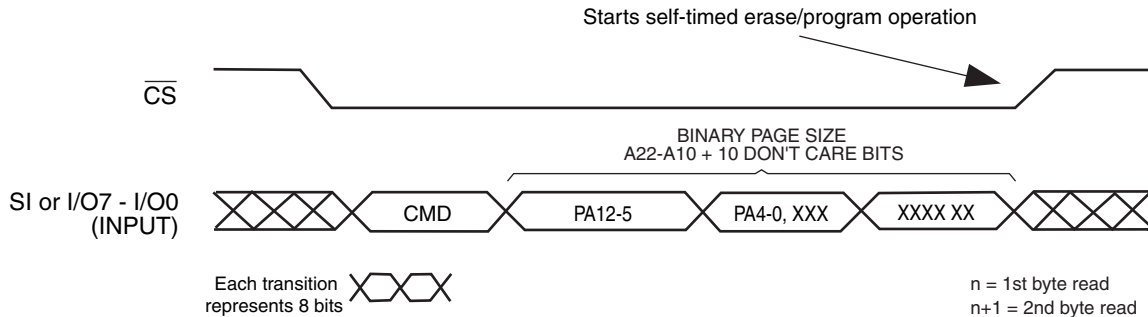 Starts self-timed erase/program operation
CS
BINARY PAGE SIZE
A22-A10 + 10 DON'T CARE BITS
SI or I/O7 - I/O0
(INPUT)
CMD
PA12-5
PA4-0, XXX
XXXX XX
Each transition
represents 8 bits
n = 1st byte read
n+1 = 2nd byte read